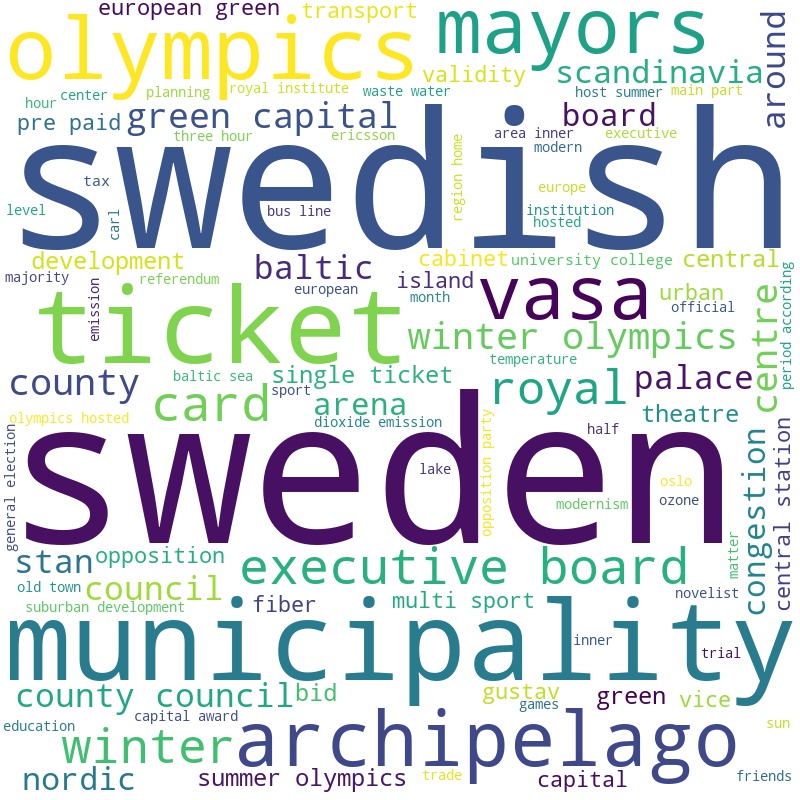 european green
transport
olympics
mayors
around
validity
scandinavia
hour
center
planning
royal institute
waste water
host summer
main part
pre paid
green capital
board
three hour
ericsson
area inner
executive
modern
swedish
region home
tax
europe
level
carl
bus line
institution
hosted
development
baltic
cabinet
university college
central
majority
referendum
european
island
month
vasa
urban
official
emission
ticket
winter olympics
centre
period according
temperature
county
baltic sea
single ticket
sport
royal
palace
card
arena
theatre
olympics hosted
dioxide emission
half
general election
sweden
lake
opposition party
oslo
ozone
modernism
congestion
central station
stan
opposition
executive board
matter
old town
council
novelist
suburban development
fiber
multi sport
municipality
inner
trial
county council
bid
gustav
green
vice
games
education
capital award
sun
winter
archipelago
nordic
summer olympics
trade
capital
friends